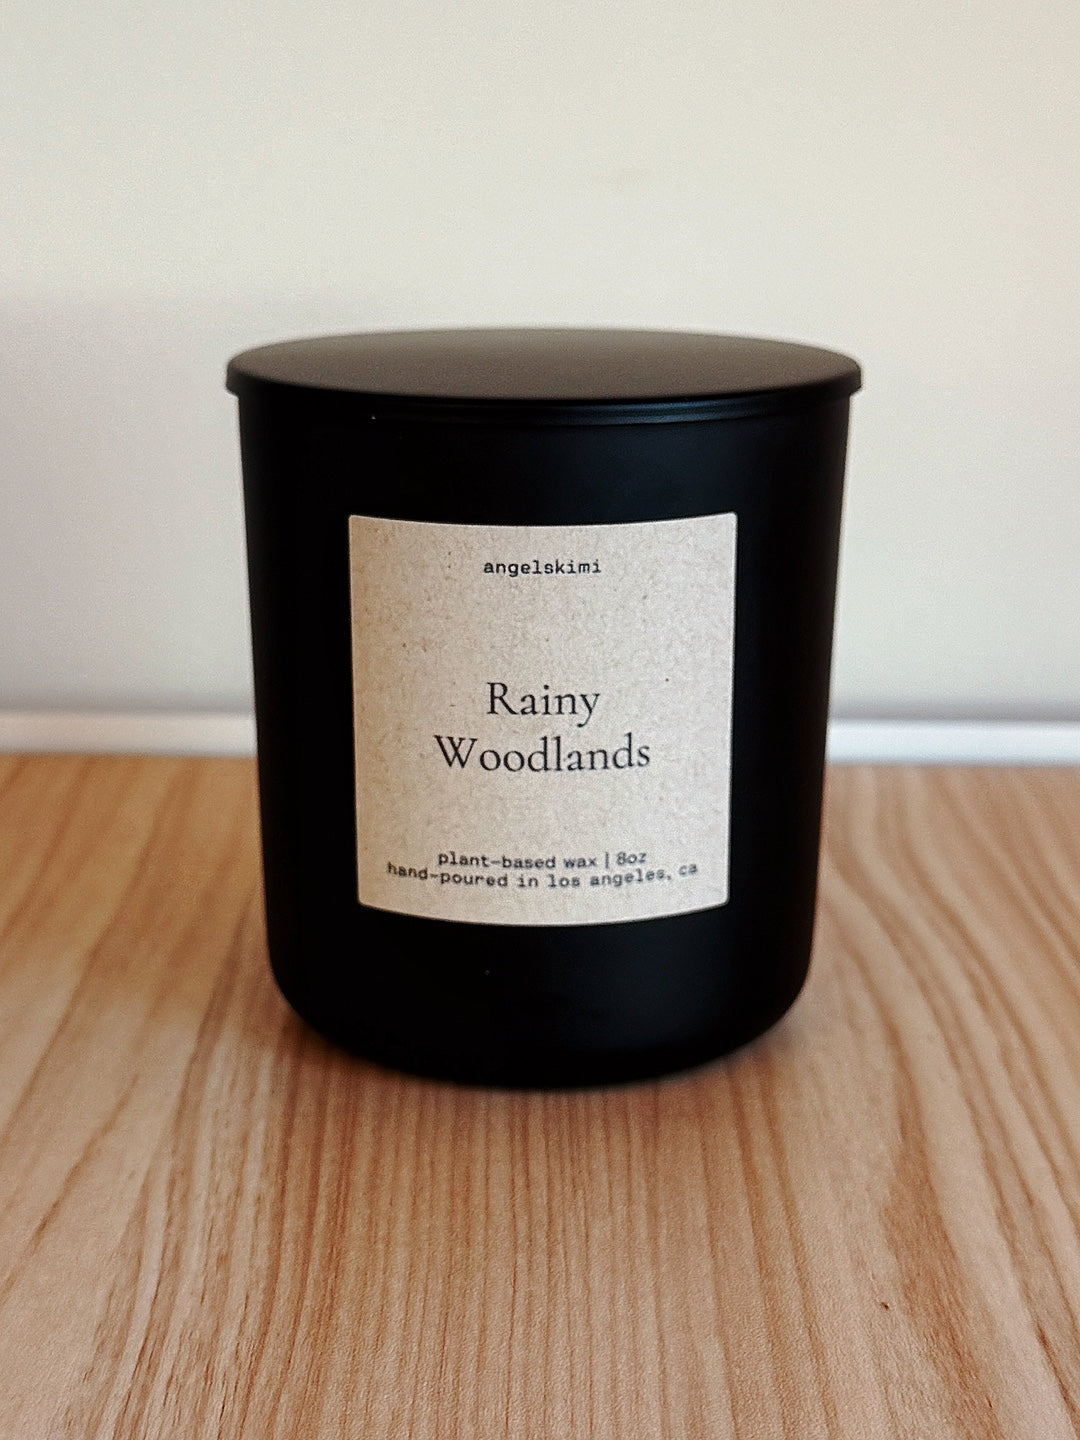 angelskimi
Rainy
Woodlands
plant-based wax | 8oz
hand-poured in los angeles, ca